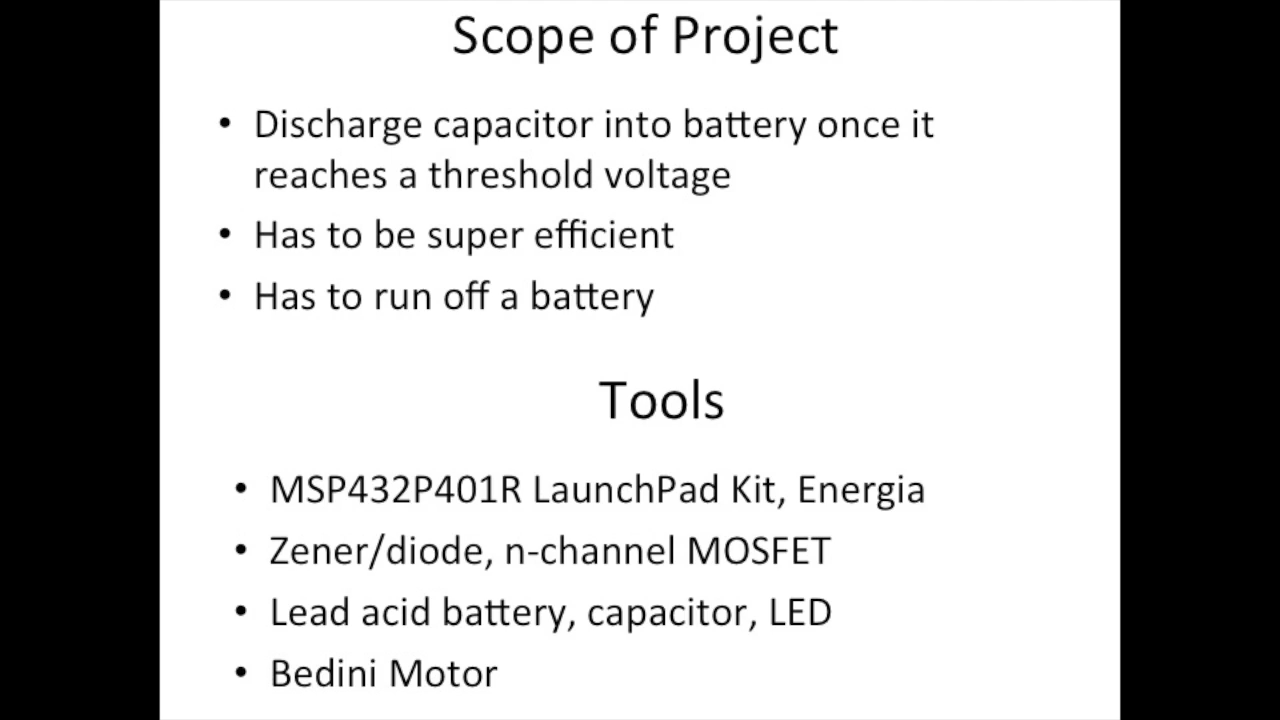 Scope of Project
• Discharge capacitor into battery once it
reaches a threshold voltage
• Has to be super efficient
• Has to run off a battery
Tools
• MSP432P401R LaunchPad Kit, Energia
• Zener/diode, n-channel MOSFET
• Lead acid battery, capacitor, LED
• Bedini Motor